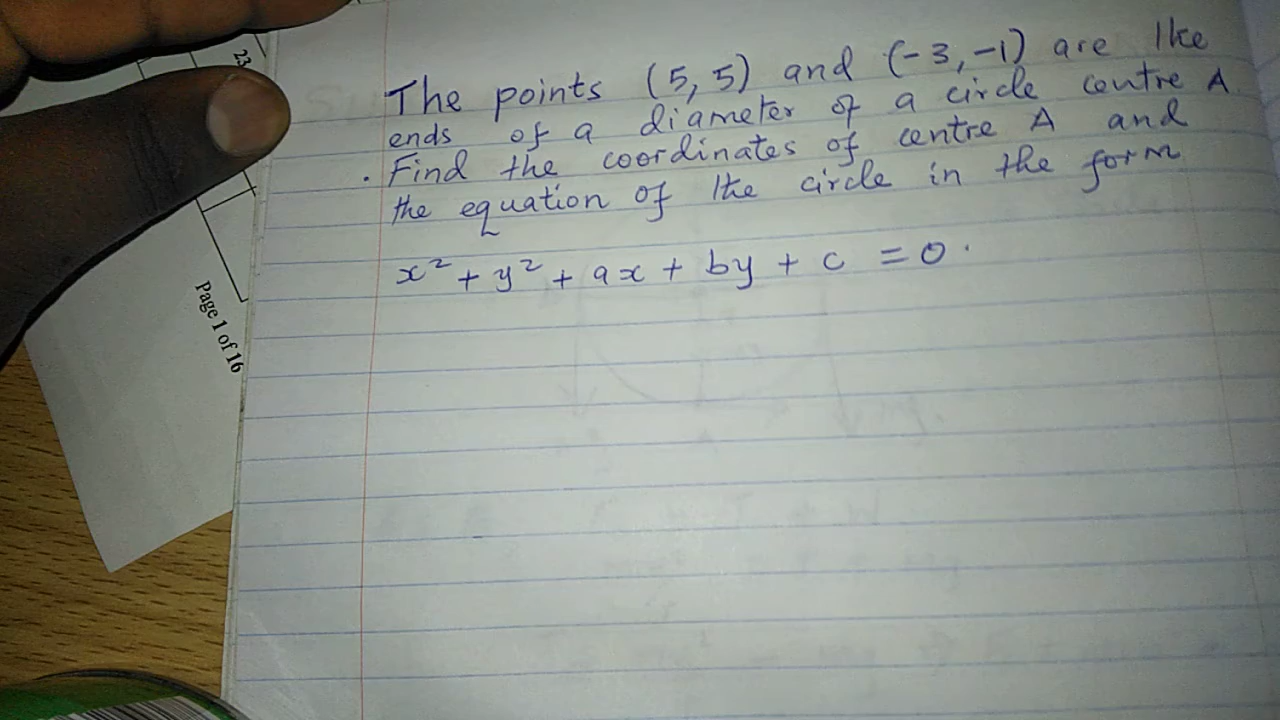 The points (5, 5) and (-3, -1) are the
ends of a diameter of a circle centre A
. Find the coordinates of centre A and
the equation of the circle in the form
x² + y² + ax + by + c = 0.
Page 1 of 16
23